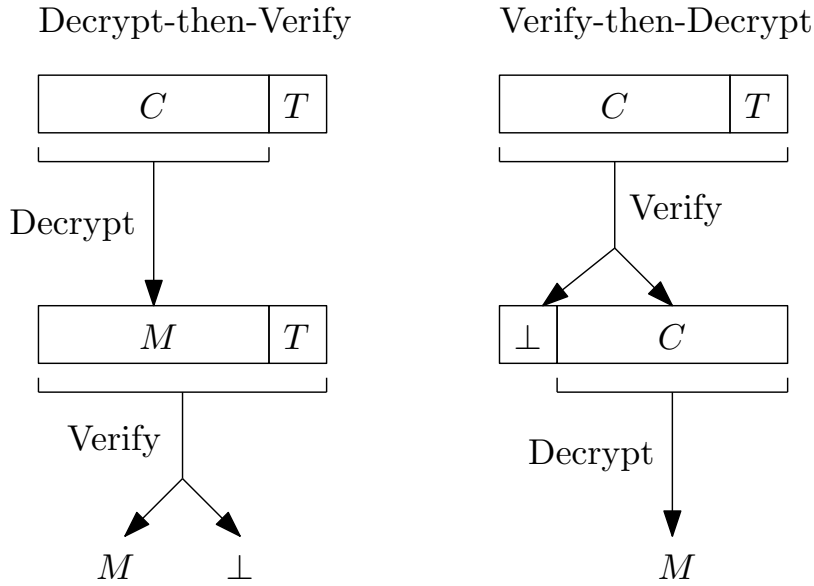 Decrypt-then-Verify
C T
Decrypt
M T
Verify
M ⊥
Verify-then-Decrypt
C T
Verify
⊥ C
Decrypt
M